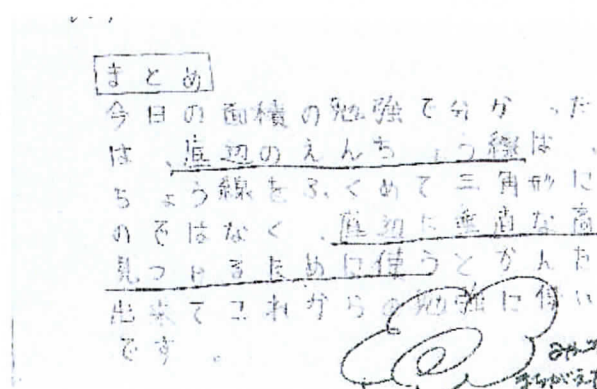 まとめ
今日の面積の勉強で分かった
は、底辺のえんちょう線は、
ちょう線をふくめて三角形に
のではなく、底辺に垂直な高
見つけるために使うとかんた
出来てこれからの勉強に使い
です。